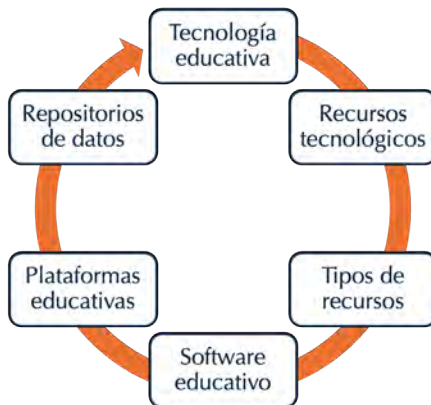 Tecnología
educativa
Recursos
tecnológicos
Tipos de
recursos
Software
educativo
Plataformas
educativas
Repositorios
de datos